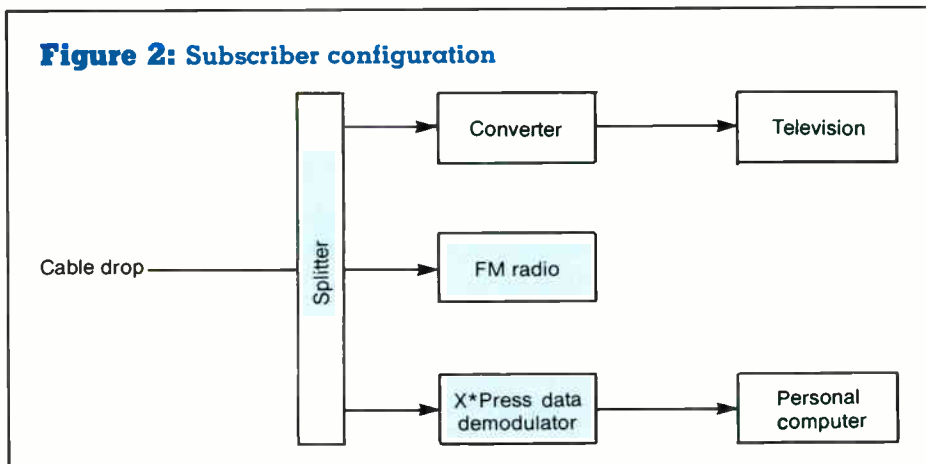 Figure 2: Subscriber configuration
Converter
Television
Cable drop
Splitter
FM radio
X*Press data
demodulator
Personal
computer